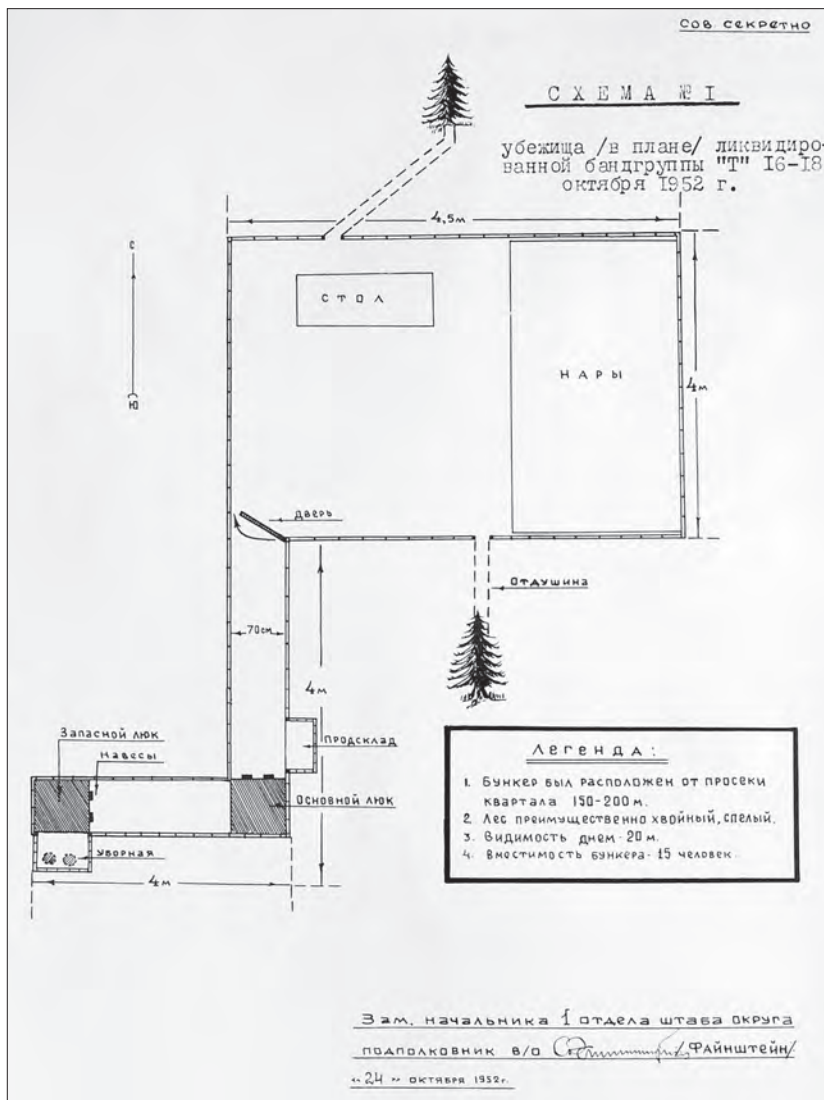 Сов. секретно
СХЕМА № I
убежища /в плане/ ликвидиро-
ванной бандгруппы "Т" 16-18
октября 1952 г.
4,5м
С
СТОЛ
НАРЫ
4м
Ю
Дверь
Отдушина
70см
4м
Запасной люк
Навесы
Продсклад
Основной люк
Уборная
4м
Легенда:
1. Бункер был расположен от просеки
квартала 150-200 м.
2. Лес преимущественно хвойный, спелый.
3. Видимость днем - 20 м.
4. Вместимость бункера - 15 человек.
Зам. начальника 1 отдела штаба округа
подполковник в/о /Файнштейн/
"24" октября 1952г.